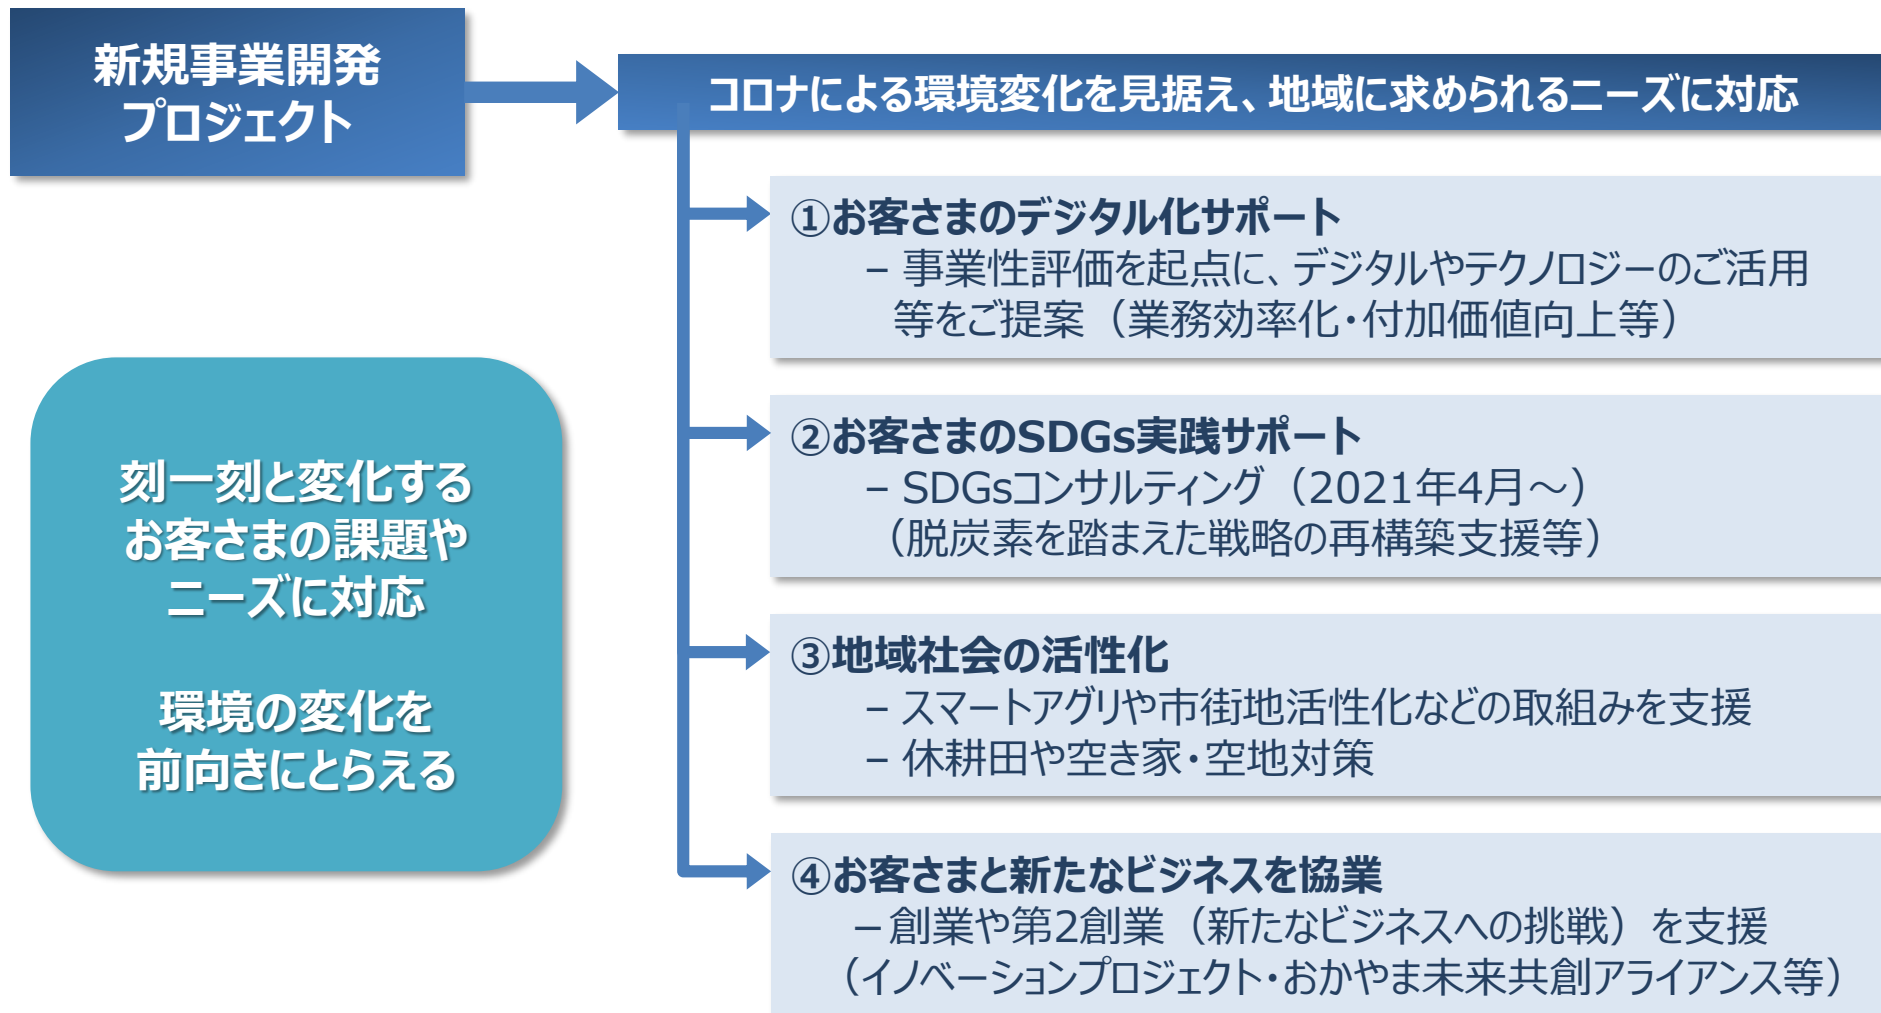 新規事業開発
プロジェクト
コロナによる環境変化を見据え、地域に求められるニーズに対応
①お客さまのデジタル化サポート
– 事業性評価を起点に、デジタルやテクノロジーのご活用
等をご提案（業務効率化・付加価値向上等）
②お客さまのSDGs実践サポート
– SDGsコンサルティング（2021年4月～）
（脱炭素を踏まえた戦略の再構築支援等）
③地域社会の活性化
– スマートアグリや市街地活性化などの取組みを支援
– 休耕田や空き家・空地対策
④お客さまと新たなビジネスを協業
– 創業や第2創業（新たなビジネスへの挑戦）を支援
（イノベーションプロジェクト・おかやま未来共創アライアンス等）
刻一刻と変化する
お客さまの課題や
ニーズに対応
環境の変化を
前向きにとらえる